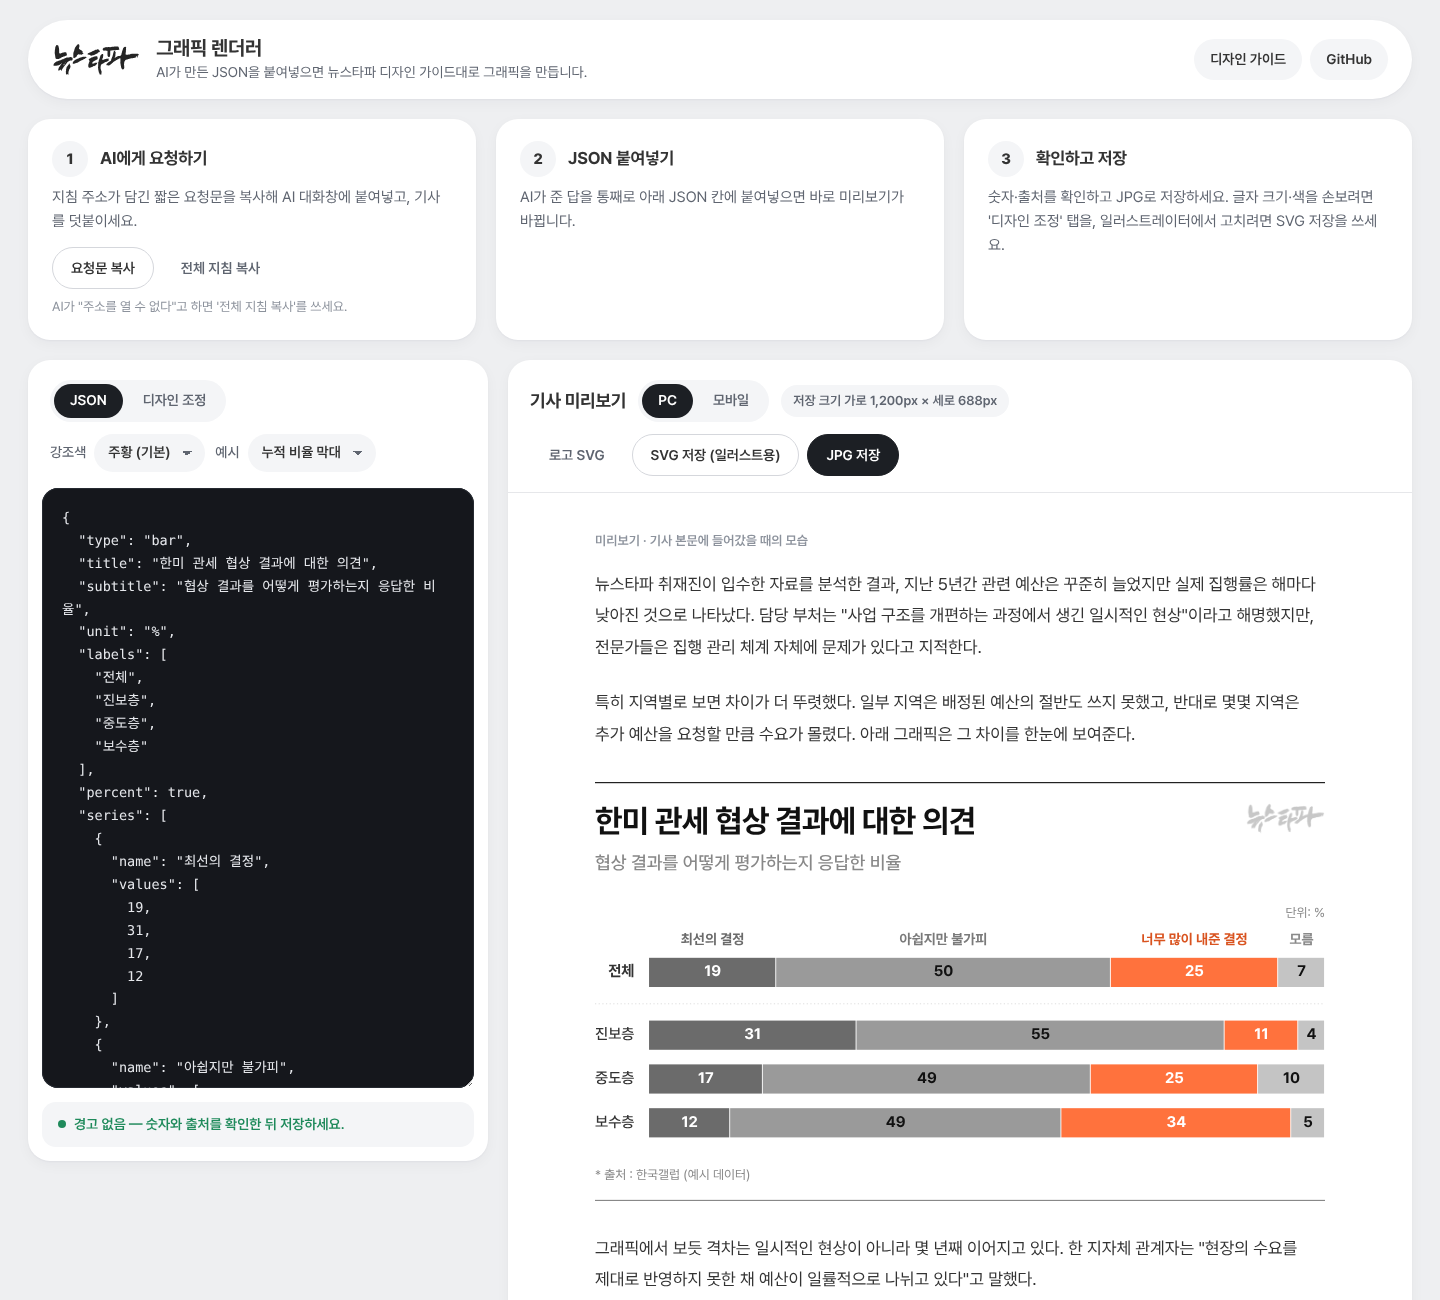 뉴스타파
그래픽 렌더러
AI가 만든 JSON을 붙여넣으면 뉴스타파 디자인 가이드대로 그래픽을 만듭니다.
디자인 가이드
GitHub
1
AI에게 요청하기
지침 주소가 담긴 짧은 요청문을 복사해 AI 대화창에 붙여넣고, 기사
를 덧붙이세요.
요청문 복사
전체 지침 복사
AI가 "주소를 열 수 없다"고 하면 '전체 지침 복사'를 쓰세요.
2
JSON 붙여넣기
AI가 준 답을 통째로 아래 JSON 칸에 붙여넣으면 바로 미리보기가
바뀝니다.
3
확인하고 저장
숫자·출처를 확인하고 JPG로 저장하세요. 글자 크기·색을 손보려면
'디자인 조정' 탭을, 일러스트레이터에서 고치려면 SVG 저장을 쓰세
요.
JSON
디자인 조정
강조색
주황 (기본)
예시
누적 비율 막대
{
"type": "bar",
"title": "한미 관세 협상 결과에 대한 의견",
"subtitle": "협상 결과를 어떻게 평가하는지 응답한 비
율",
"unit": "%",
"labels": [
"전체",
"진보층",
"중도층",
"보수층"
],
"percent": true,
"series": [
{
"name": "최선의 결정",
"values": [
19,
31,
17,
12
]
},
{
"name": "아쉽지만 불가피",
"values": [
경고 없음 — 숫자와 출처를 확인한 뒤 저장하세요.
기사 미리보기
PC
모바일
저장 크기 가로 1,200px × 세로 688px
로고 SVG
SVG 저장 (일러스트용)
JPG 저장
미리보기 · 기사 본문에 들어갔을 때의 모습
뉴스타파 취재진이 입수한 자료를 분석한 결과, 지난 5년간 관련 예산은 꾸준히 늘었지만 실제 집행률은 해마다
낮아진 것으로 나타났다. 담당 부처는 "사업 구조를 개편하는 과정에서 생긴 일시적인 현상"이라고 해명했지만,
전문가들은 집행 관리 체계 자체에 문제가 있다고 지적한다.
특히 지역별로 보면 차이가 더 뚜렷했다. 일부 지역은 배정된 예산의 절반도 쓰지 못했고, 반대로 몇몇 지역은
추가 예산을 요청할 만큼 수요가 몰렸다. 아래 그래픽은 그 차이를 한눈에 보여준다.
한미 관세 협상 결과에 대한 의견
뉴스타파
협상 결과를 어떻게 평가하는지 응답한 비율
단위: %
최선의 결정
아쉽지만 불가피
너무 많이 내준 결정
모름
전체
19
50
25
7
진보층
31
55
11
4
중도층
17
49
25
10
보수층
12
49
34
5
* 출처 : 한국갤럽 (예시 데이터)
그래픽에서 보듯 격차는 일시적인 현상이 아니라 몇 년째 이어지고 있다. 한 지자체 관계자는 "현장의 수요를
제대로 반영하지 못한 채 예산이 일률적으로 나뉘고 있다"고 말했다.